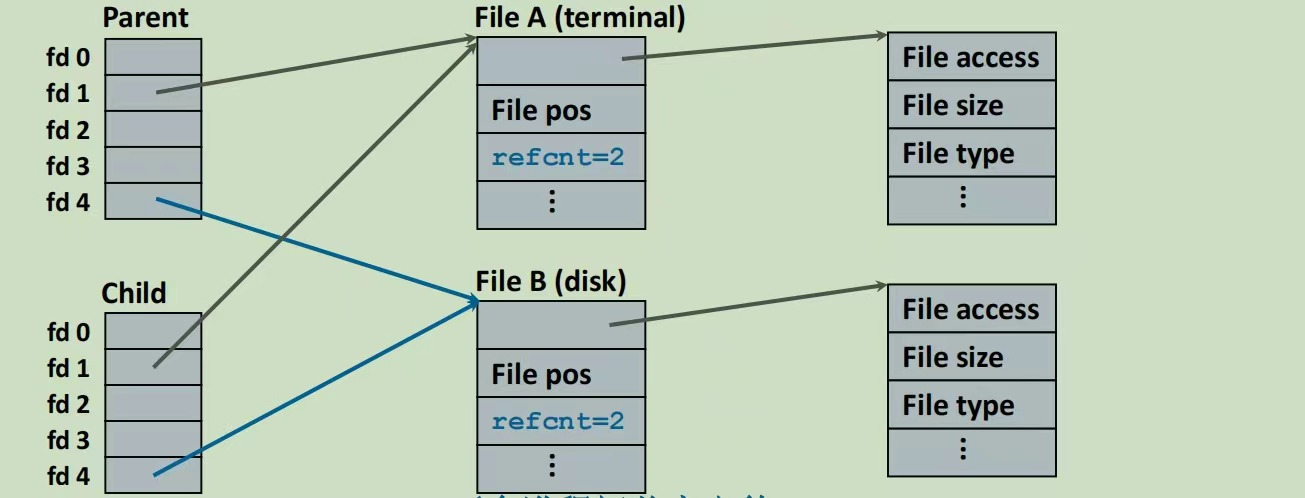 Parent
fd 0
fd 1
fd 2
fd 3
fd 4
File A (terminal)
File pos
refcnt=2
⋮
File access
File size
File type
⋮
Child
fd 0
fd 1
fd 2
fd 3
fd 4
File B (disk)
File pos
refcnt=2
⋮
File access
File size
File type
⋮